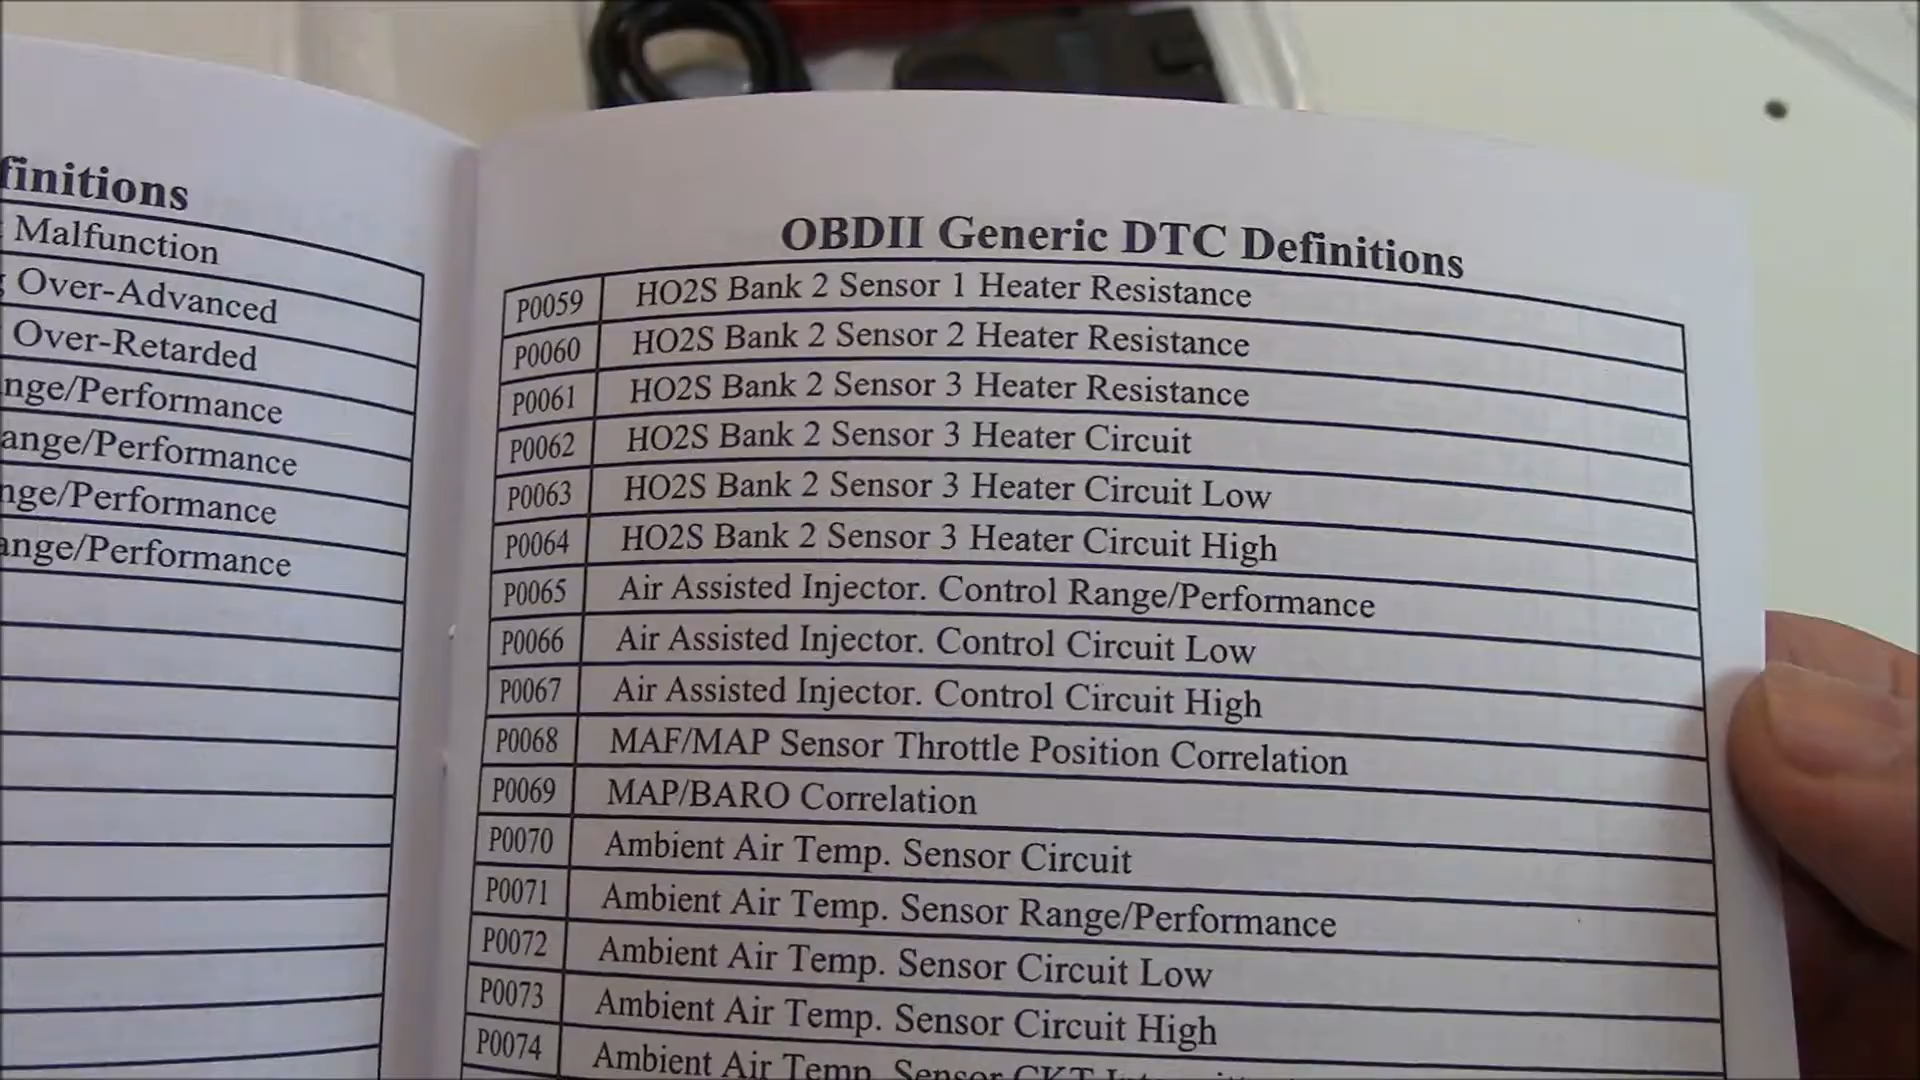 finitions
Malfunction
Over-Advanced
Over-Retarded
nge/Performance
ange/Performance
nge/Performance
ange/Performance
OBDII Generic DTC Definitions
P0059 HO2S Bank 2 Sensor 1 Heater Resistance
P0060 HO2S Bank 2 Sensor 2 Heater Resistance
P0061 HO2S Bank 2 Sensor 3 Heater Resistance
P0062 HO2S Bank 2 Sensor 3 Heater Circuit
P0063 HO2S Bank 2 Sensor 3 Heater Circuit Low
P0064 HO2S Bank 2 Sensor 3 Heater Circuit High
P0065 Air Assisted Injector. Control Range/Performance
P0066 Air Assisted Injector. Control Circuit Low
P0067 Air Assisted Injector. Control Circuit High
P0068 MAF/MAP Sensor Throttle Position Correlation
P0069 MAP/BARO Correlation
P0070 Ambient Air Temp. Sensor Circuit
P0071 Ambient Air Temp. Sensor Range/Performance
P0072 Ambient Air Temp. Sensor Circuit Low
P0073 Ambient Air Temp. Sensor Circuit High
P0074 Ambient Air Temp. Sensor CKT